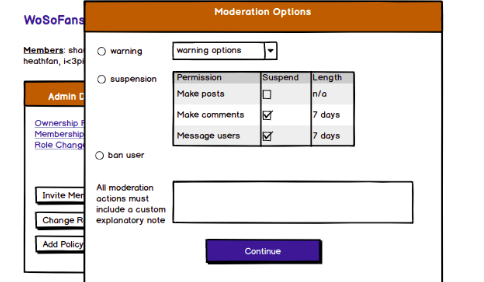 WoSoFans
Moderation Options
Members: sha
heathfan, i<3pi
warning
warning options
suspension
Permission Suspend Length
Make posts n/a
Make comments 7 days
Message users 7 days
Admin D
Ownership
Membership
Role Chang
ban user
All moderation
actions must
include a custom
explanatory note
Invite Mer
Change R
Add Policy
Continue